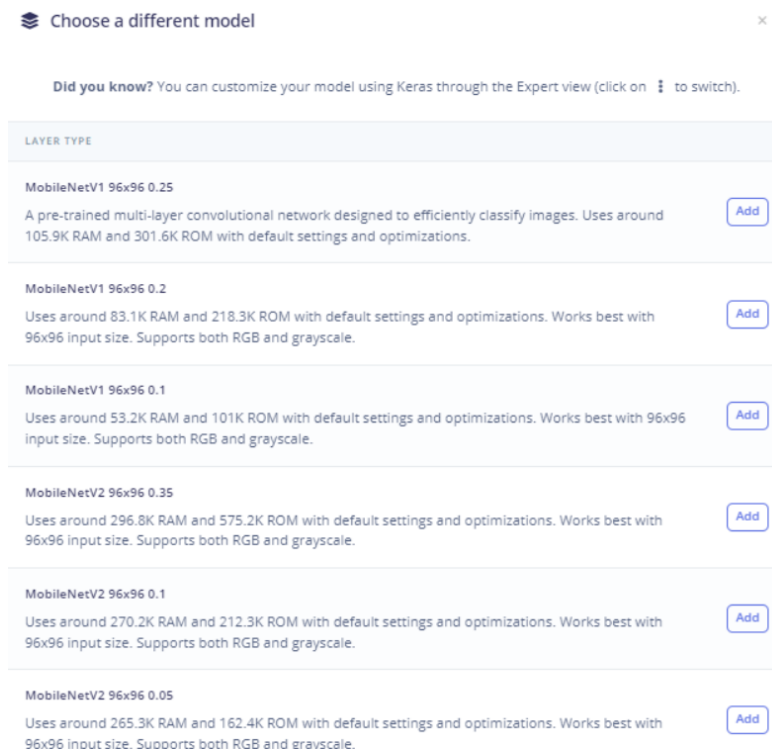 Choose a different model
×
Did you know? You can customize your model using Keras through the Expert view (click on ⋮ to switch).
LAYER TYPE
MobileNetV1 96x96 0.25
A pre-trained multi-layer convolutional network designed to efficiently classify images. Uses around
105.9K RAM and 301.6K ROM with default settings and optimizations.
Add
MobileNetV1 96x96 0.2
Uses around 83.1K RAM and 218.3K ROM with default settings and optimizations. Works best with
96x96 input size. Supports both RGB and grayscale.
Add
MobileNetV1 96x96 0.1
Uses around 53.2K RAM and 101K ROM with default settings and optimizations. Works best with 96x96
input size. Supports both RGB and grayscale.
Add
MobileNetV2 96x96 0.35
Uses around 296.8K RAM and 575.2K ROM with default settings and optimizations. Works best with
96x96 input size. Supports both RGB and grayscale.
Add
MobileNetV2 96x96 0.1
Uses around 270.2K RAM and 212.3K ROM with default settings and optimizations. Works best with
96x96 input size. Supports both RGB and grayscale.
Add
MobileNetV2 96x96 0.05
Uses around 265.3K RAM and 162.4K ROM with default settings and optimizations. Works best with
96x96 input size. Supports both RGB and grayscale.
Add